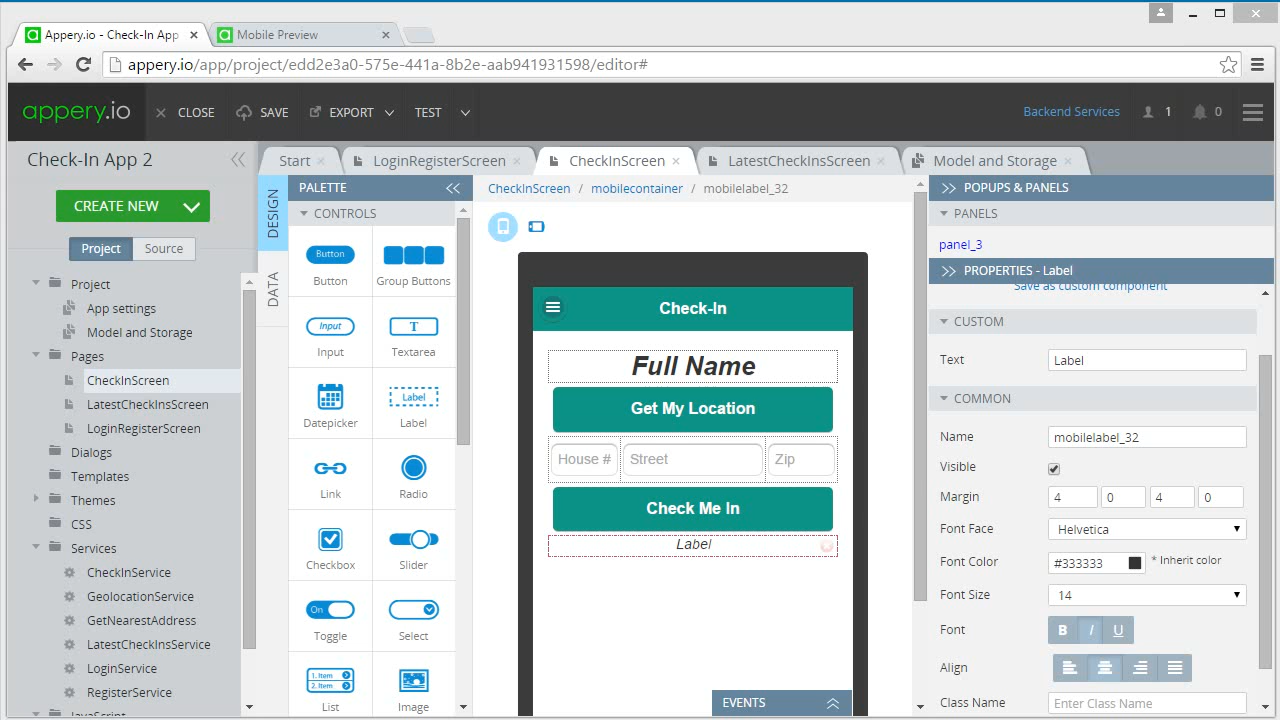 Appery.io - Check-In App
Mobile Preview
appery.io/app/project/edd2e3a0-575e-441a-8b2e-aab941931598/editor#
appery.io
CLOSE
SAVE
EXPORT
TEST
Backend Services
1
0
Check-In App 2
Start
LoginRegisterScreen
CheckInScreen
LatestCheckInsScreen
Model and Storage
CREATE NEW
Project
Source
Project
App settings
Model and Storage
Pages
CheckInScreen
LatestCheckInsScreen
LoginRegisterScreen
Dialogs
Templates
Themes
CSS
Services
CheckInService
GeolocationService
GetNearestAddress
LatestCheckInsService
LoginService
RegisterService
JavaScript
DESIGN
DATA
PALETTE
CONTROLS
Button
Button
Group Buttons
Input
Input
T
Textarea
Datepicker
Label
Label
Link
Radio
Checkbox
Slider
On
Toggle
Select
1. Item
2. Item
List
Image
CheckInScreen / mobilecontainer / mobilelabel_32
Check-In
Full Name
Get My Location
House #
Street
Zip
Check Me In
Label
EVENTS
POPUPS & PANELS
PANELS
panel_3
PROPERTIES - Label
Save as custom component
CUSTOM
Text
Label
COMMON
Name
mobilelabel_32
Visible
Margin
4
0
4
0
Font Face
Helvetica
Font Color
#333333
* Inherit color
Font Size
14
Font
B
I
U
Align
Class Name
Enter Class Name